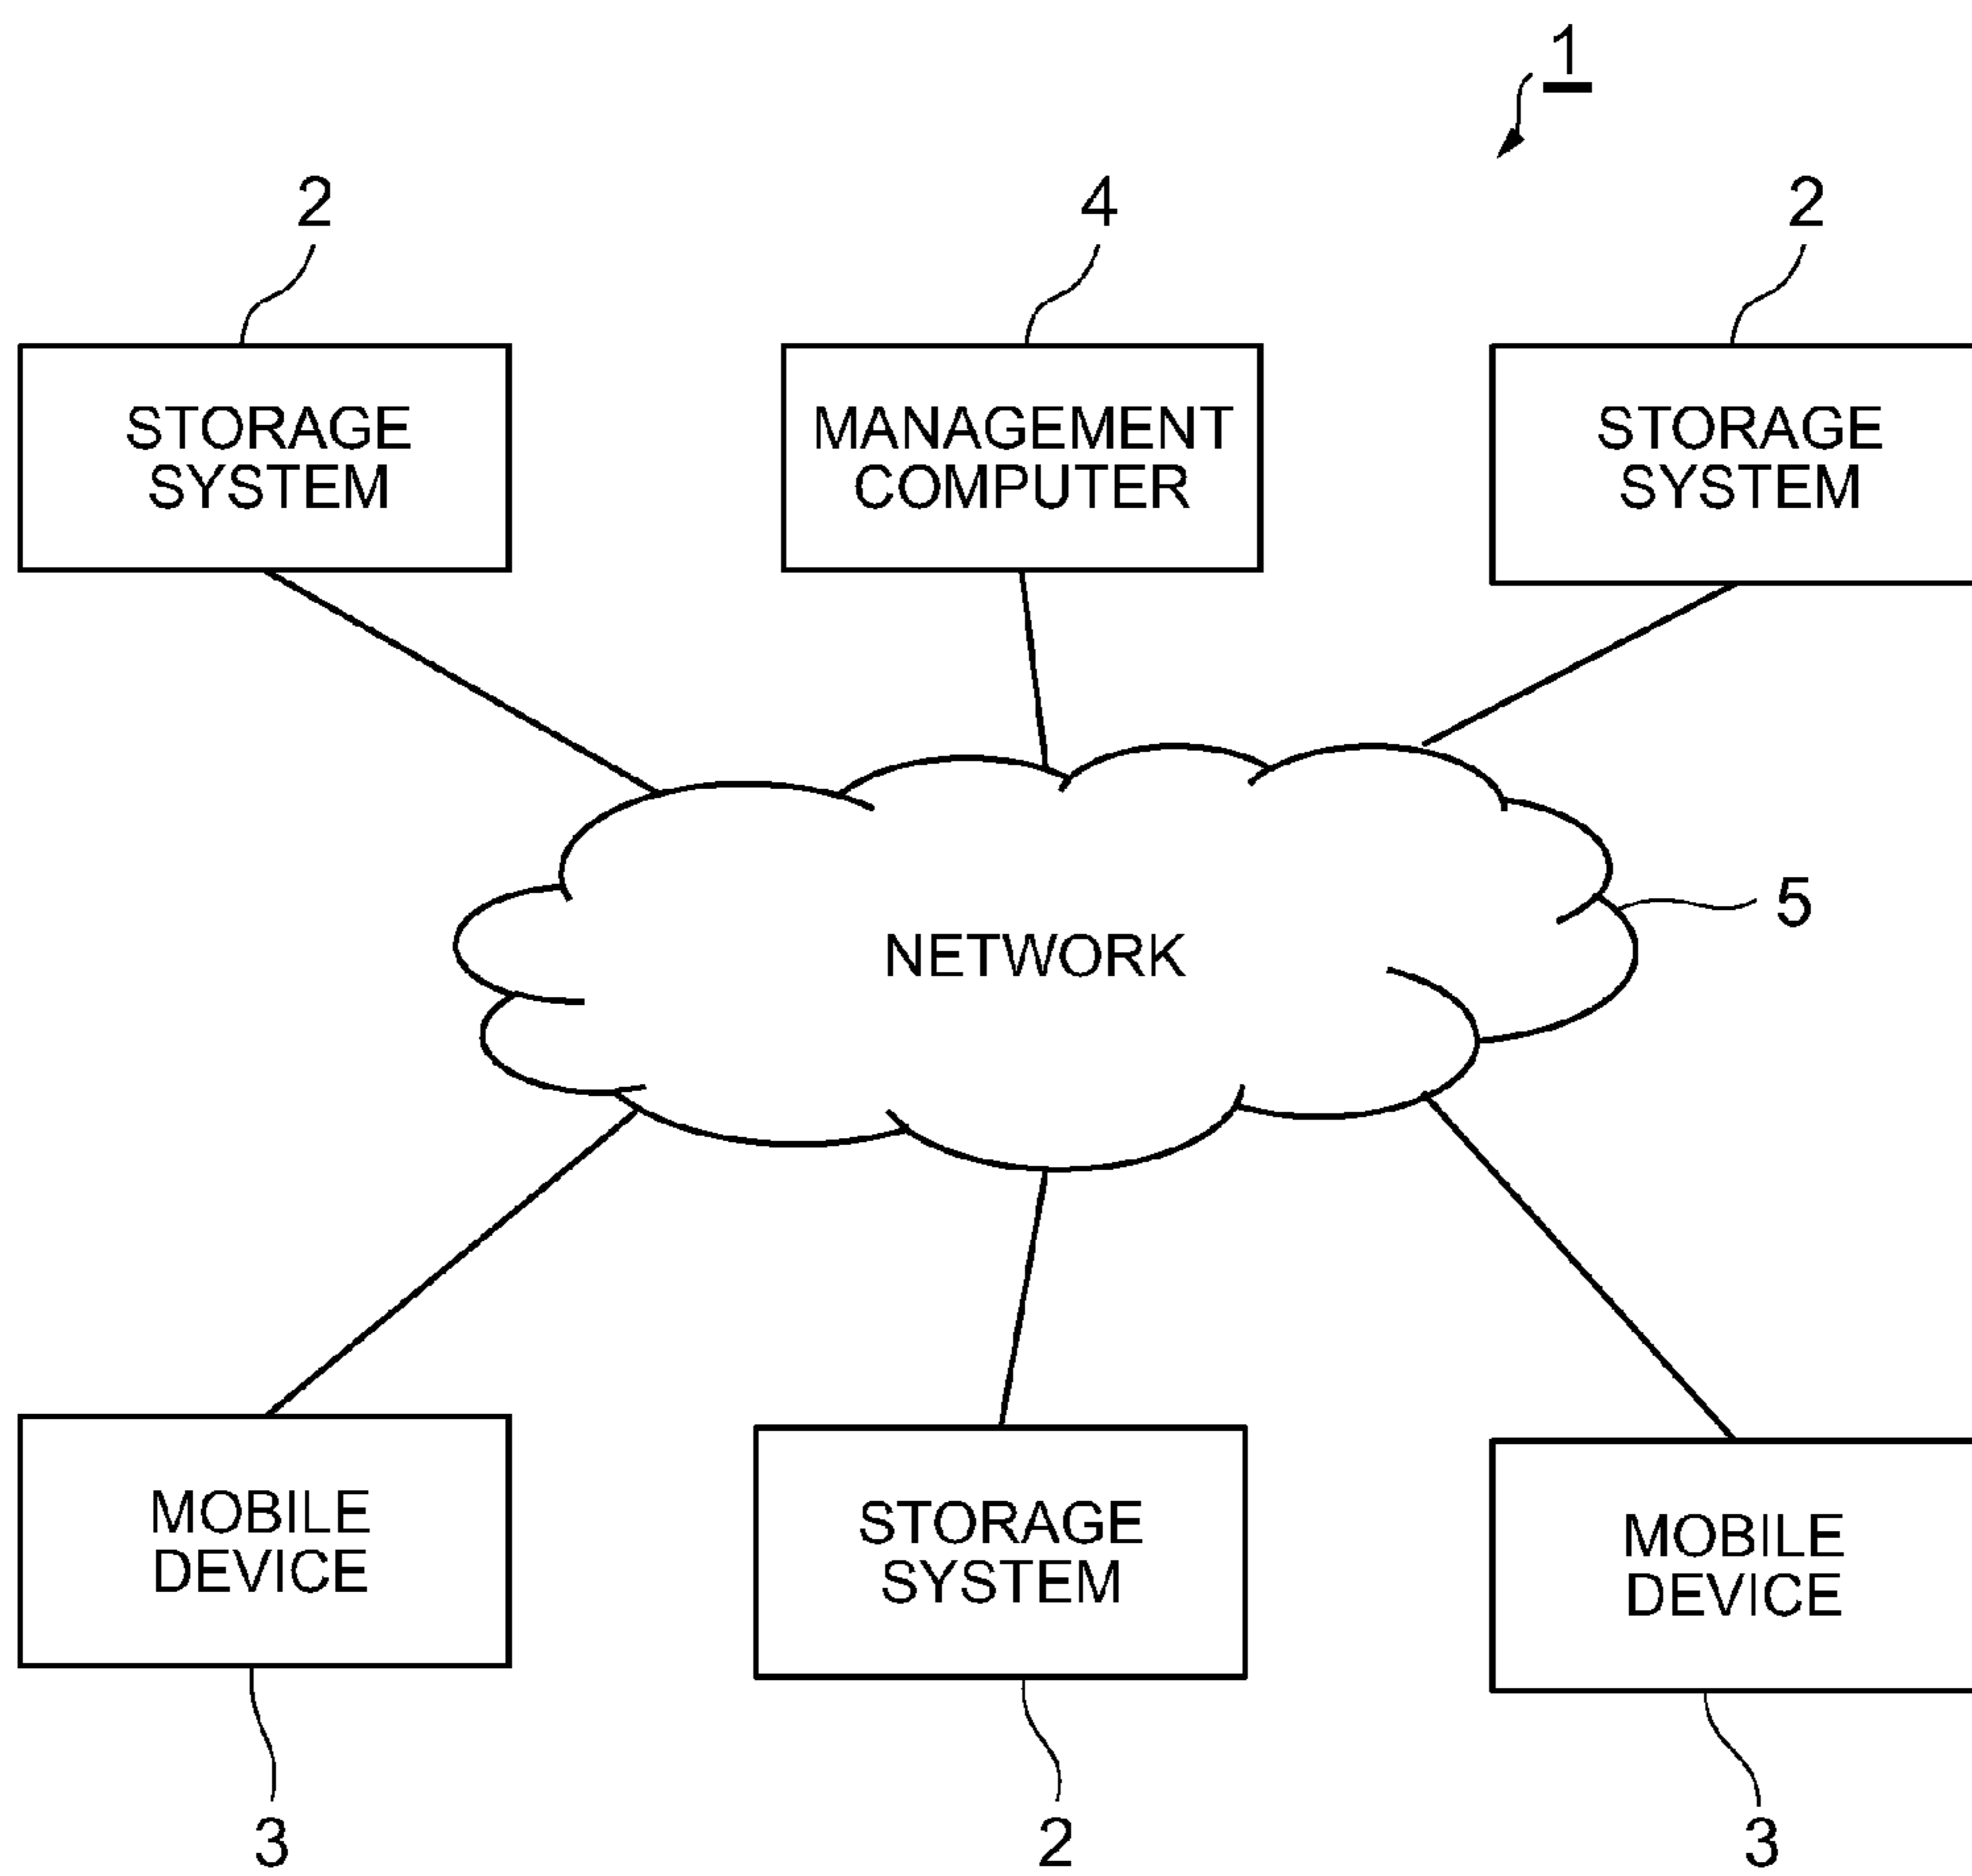 1
2
4
2
STORAGE
SYSTEM
MANAGEMENT
COMPUTER
STORAGE
SYSTEM
5
NETWORK
MOBILE
DEVICE
STORAGE
SYSTEM
MOBILE
DEVICE
3
2
3